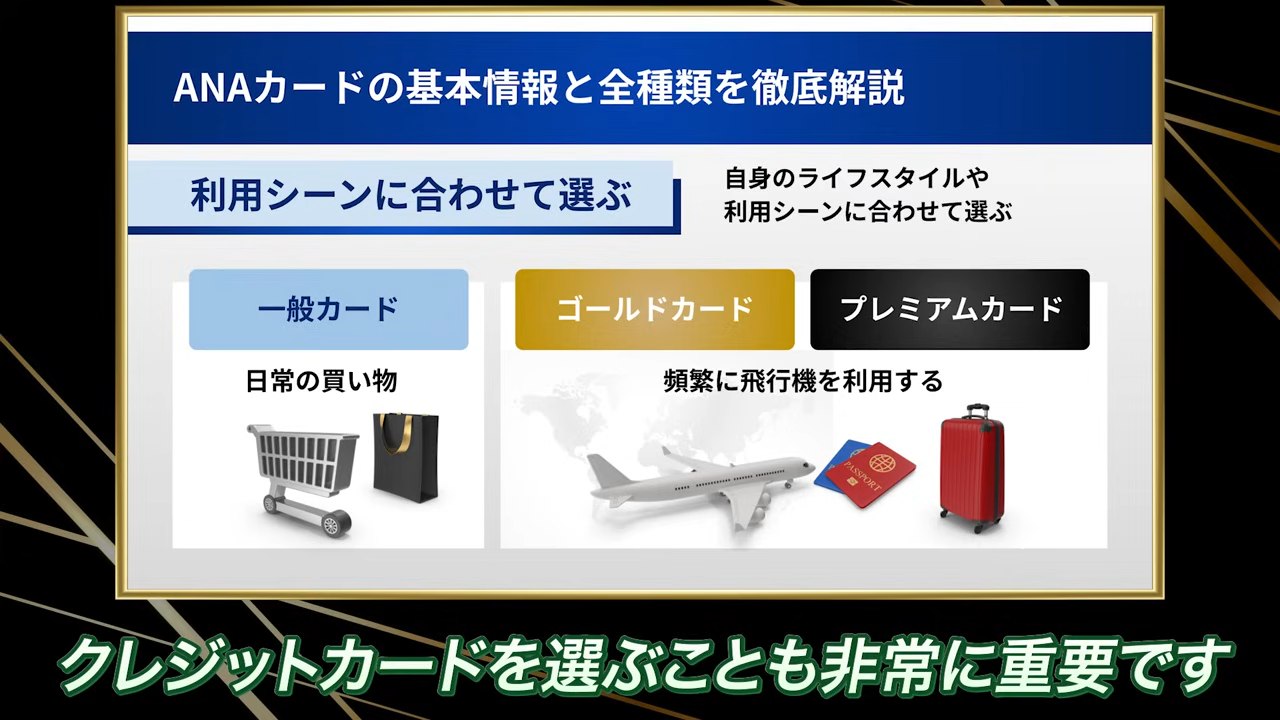 ANAカードの基本情報と全種類を徹底解説
利用シーンに合わせて選ぶ
自身のライフスタイルや
利用シーンに合わせて選ぶ
一般カード
ゴールドカード
プレミアムカード
日常の買い物
頻繁に飛行機を利用する
PASSPORT
クレジットカードを選ぶことも非常に重要です